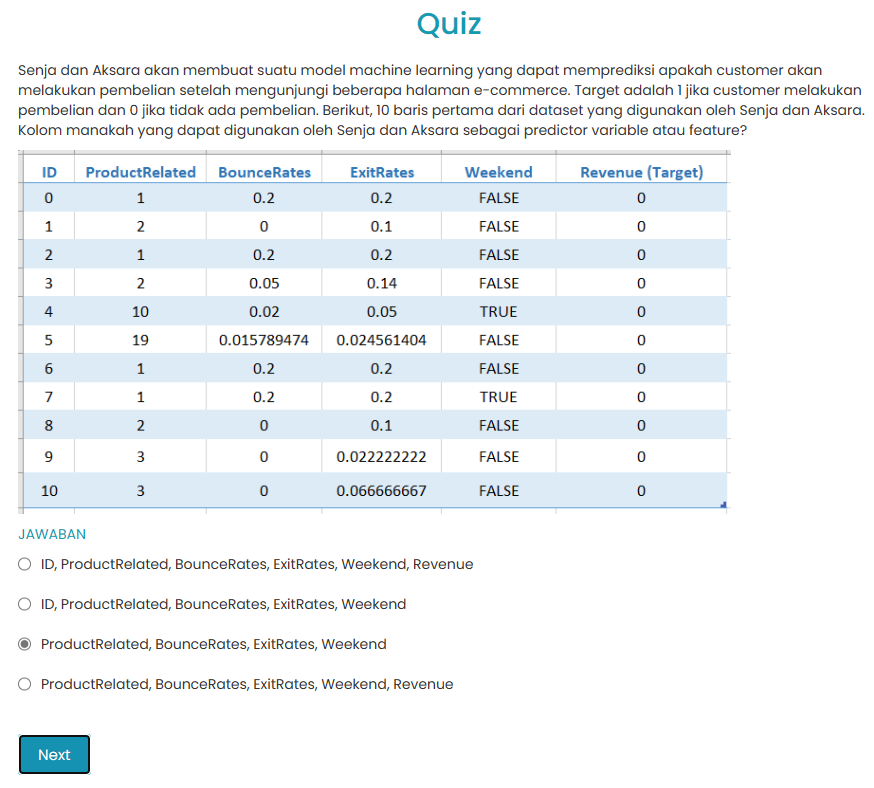 Quiz
Senja dan Aksara akan membuat suatu model machine learning yang dapat memprediksi apakah customer akan
melakukan pembelian setelah mengunjungi beberapa halaman e-commerce. Target adalah 1 jika customer melakukan
pembelian dan 0 jika tidak ada pembelian. Berikut, 10 baris pertama dari dataset yang digunakan oleh Senja dan Aksara.
Kolom manakah yang dapat digunakan oleh Senja dan Aksara sebagai predictor variable atau feature?
ID ProductRelated BounceRates ExitRates Weekend Revenue (Target)
0 1 0.2 0.2 FALSE 0
1 2 0 0.1 FALSE 0
2 1 0.2 0.2 FALSE 0
3 2 0.05 0.14 FALSE 0
4 10 0.02 0.05 TRUE 0
5 19 0.015789474 0.024561404 FALSE 0
6 1 0.2 0.2 FALSE 0
7 1 0.2 0.2 TRUE 0
8 2 0 0.1 FALSE 0
9 3 0 0.022222222 FALSE 0
10 3 0 0.066666667 FALSE 0
JAWABAN
ID, ProductRelated, BounceRates, ExitRates, Weekend, Revenue
ID, ProductRelated, BounceRates, ExitRates, Weekend
ProductRelated, BounceRates, ExitRates, Weekend
ProductRelated, BounceRates, ExitRates, Weekend, Revenue
Next